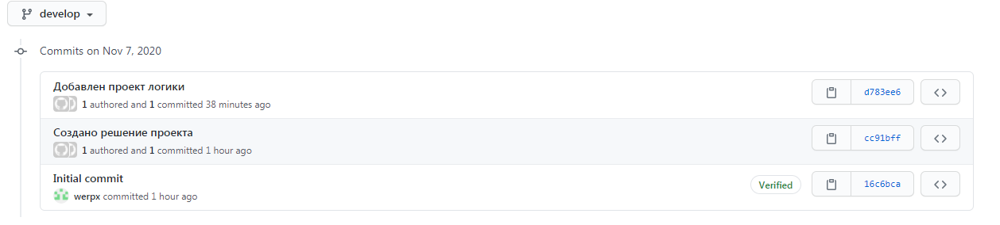 develop
Commits on Nov 7, 2020
Добавлен проект логики
d783ee6
1 authored and 1 committed 38 minutes ago
Создано решение проекта
cc91bff
1 authored and 1 committed 1 hour ago
Initial commit
Verified
16c6bca
werpx committed 1 hour ago